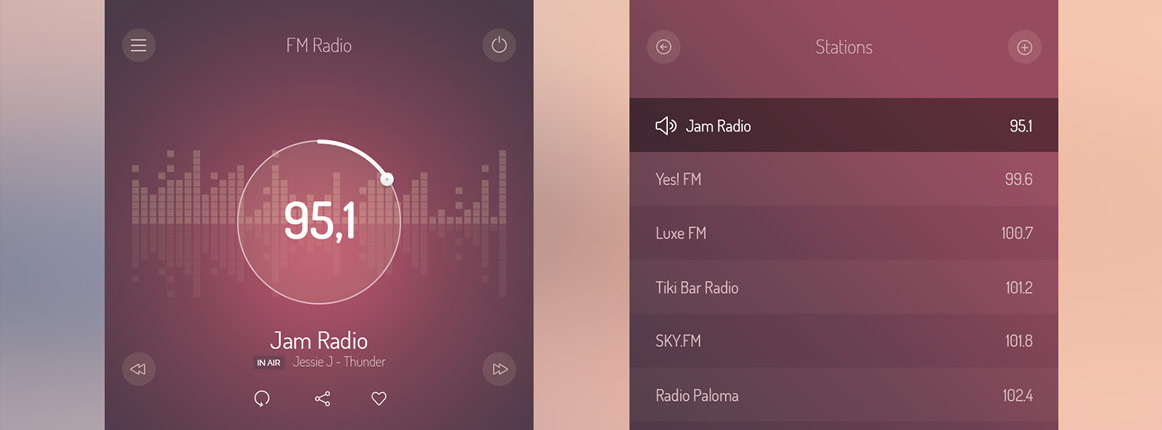 FM Radio
95,1
Jam Radio
IN AIR Jessie J - Thunder
Stations
Jam Radio 95.1
Yes! FM 99.6
Luxe FM 100.7
Tiki Bar Radio 101.2
SKY.FM 101.8
Radio Paloma 102.4